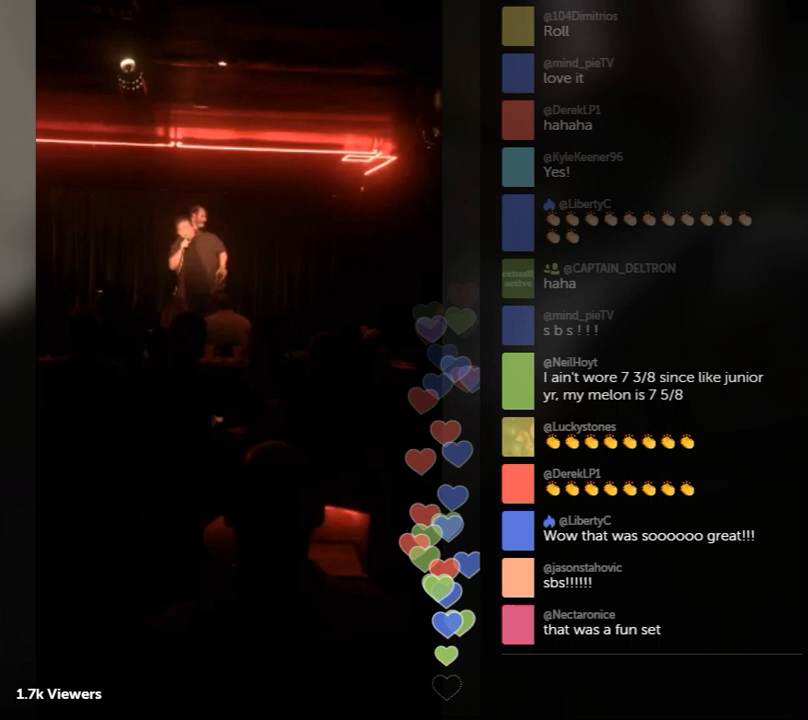 @104Dimitrios
Roll
@mind_pieTV
love it
@DerekLP1
hahaha
@KyleKeener96
Yes!
@LibertyC
👏👏👏👏👏👏👏👏👏👏👏
👏👏
@CAPTAIN_DELTRON
haha
@mind_pieTV
s b s ! ! !
@NeilHoyt
I ain't wore 7 3/8 since like junior
yr, my melon is 7 5/8
@Luckystones
👏👏👏👏👏👏👏👏
@DerekLP1
👏👏👏👏👏👏👏👏
@LibertyC
Wow that was soooooo great!!!
@jasonstahovic
sbs!!!!!!
@Nectaronice
that was a fun set
1.7k Viewers